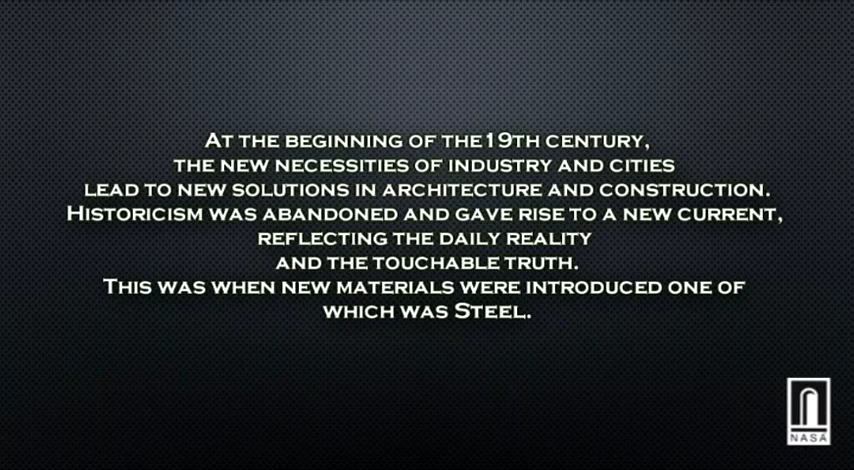 At the beginning of the19th century,
the new necessities of industry and cities
lead to new solutions in architecture and construction.
Historicism was abandoned and gave rise to a new current,
reflecting the daily reality
and the touchable truth.
This was when new materials were introduced one of
which was Steel.
NASA